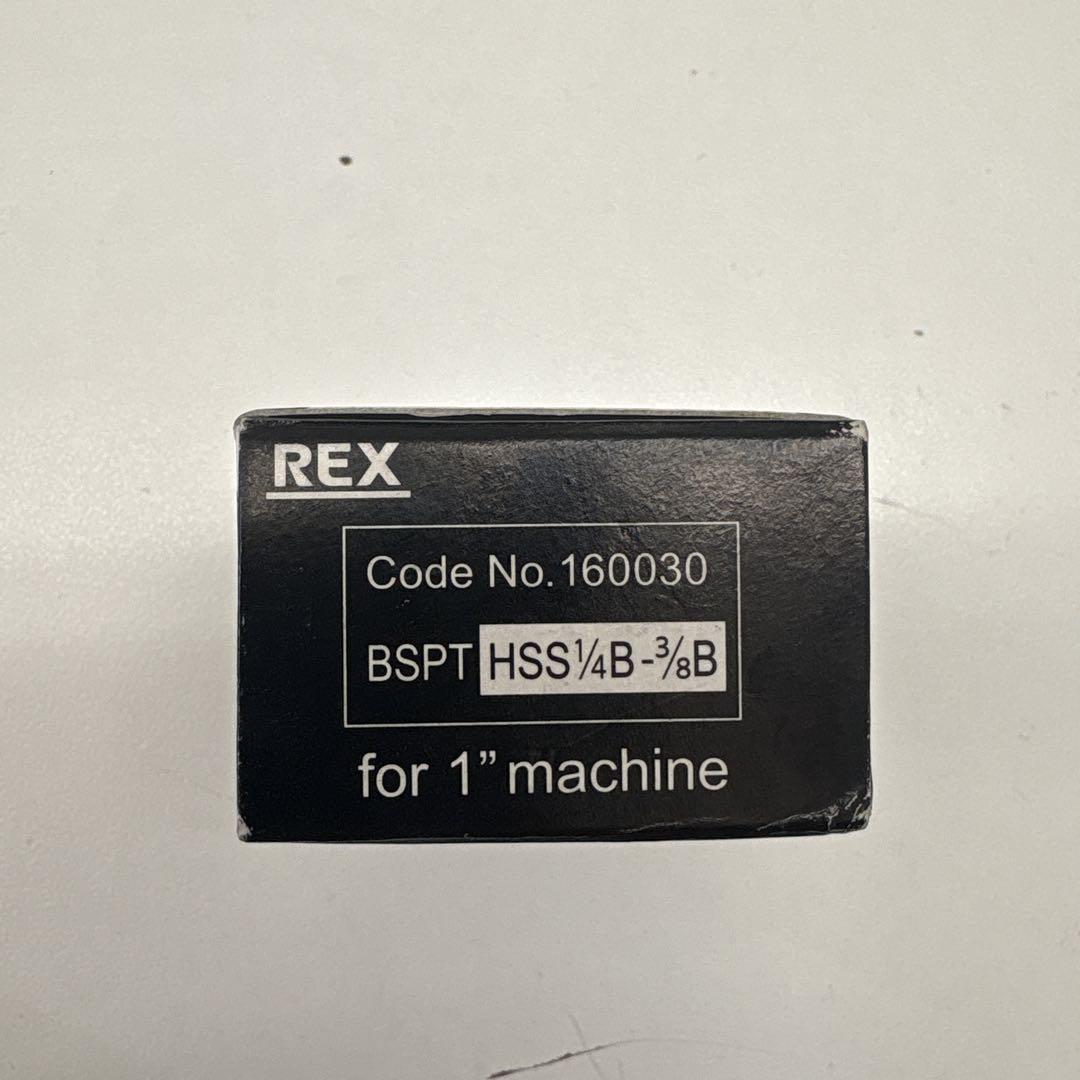 REX
Code No.160030
BSPT HSS¼B-⅜B
for 1” machine